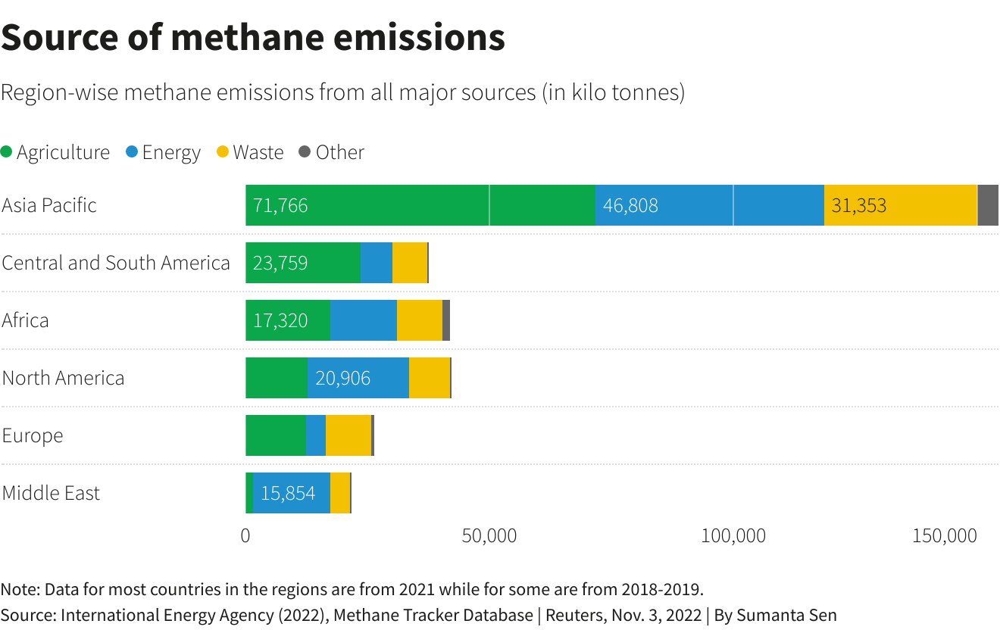 Source of methane emissions
Region-wise methane emissions from all major sources (in kilo tonnes)
Agriculture Energy Waste Other
Asia Pacific 71,766 46,808 31,353
Central and South America 23,759
Africa 17,320
North America 20,906
Europe
Middle East 15,854
0 50,000 100,000 150,000
Note: Data for most countries in the regions are from 2021 while for some are from 2018-2019.
Source: International Energy Agency (2022), Methane Tracker Database | Reuters, Nov. 3, 2022 | By Sumanta Sen